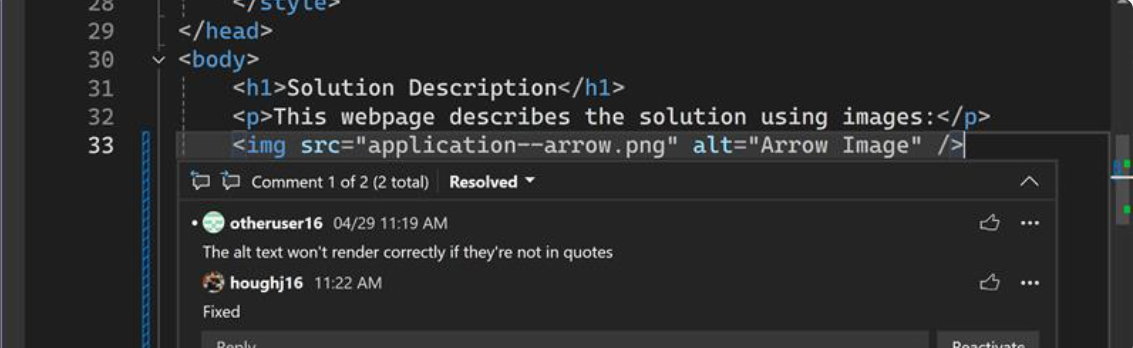 28 </style>
29 </head>
30 <body>
31 <h1>Solution Description</h1>
32 <p>This webpage describes the solution using images:</p>
33 <img src="application--arrow.png" alt="Arrow Image" />
Comment 1 of 2 (2 total) Resolved
otheruser16 04/29 11:19 AM
The alt text won't render correctly if they're not in quotes
houghj16 11:22 AM
Fixed
Reply Reactivate